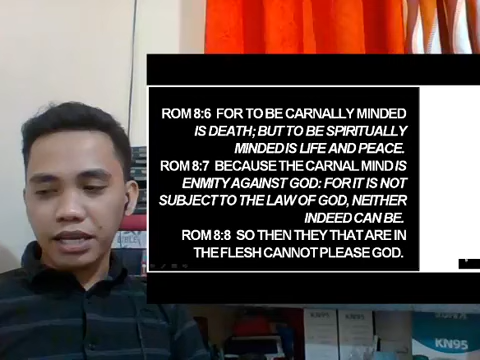 ROM 8:6 FOR TO BE CARNALLY MINDED
IS DEATH; BUT TO BE SPIRITUALLY
MINDED IS LIFE AND PEACE.
ROM 8:7 BECAUSE THE CARNAL MIND IS
ENMITY AGAINST GOD: FOR IT IS NOT
SUBJECT TO THE LAW OF GOD, NEITHER
INDEED CAN BE.
ROM 8:8 SO THEN THEY THAT ARE IN
THE FLESH CANNOT PLEASE GOD.
BIBLE
KN95
KN95